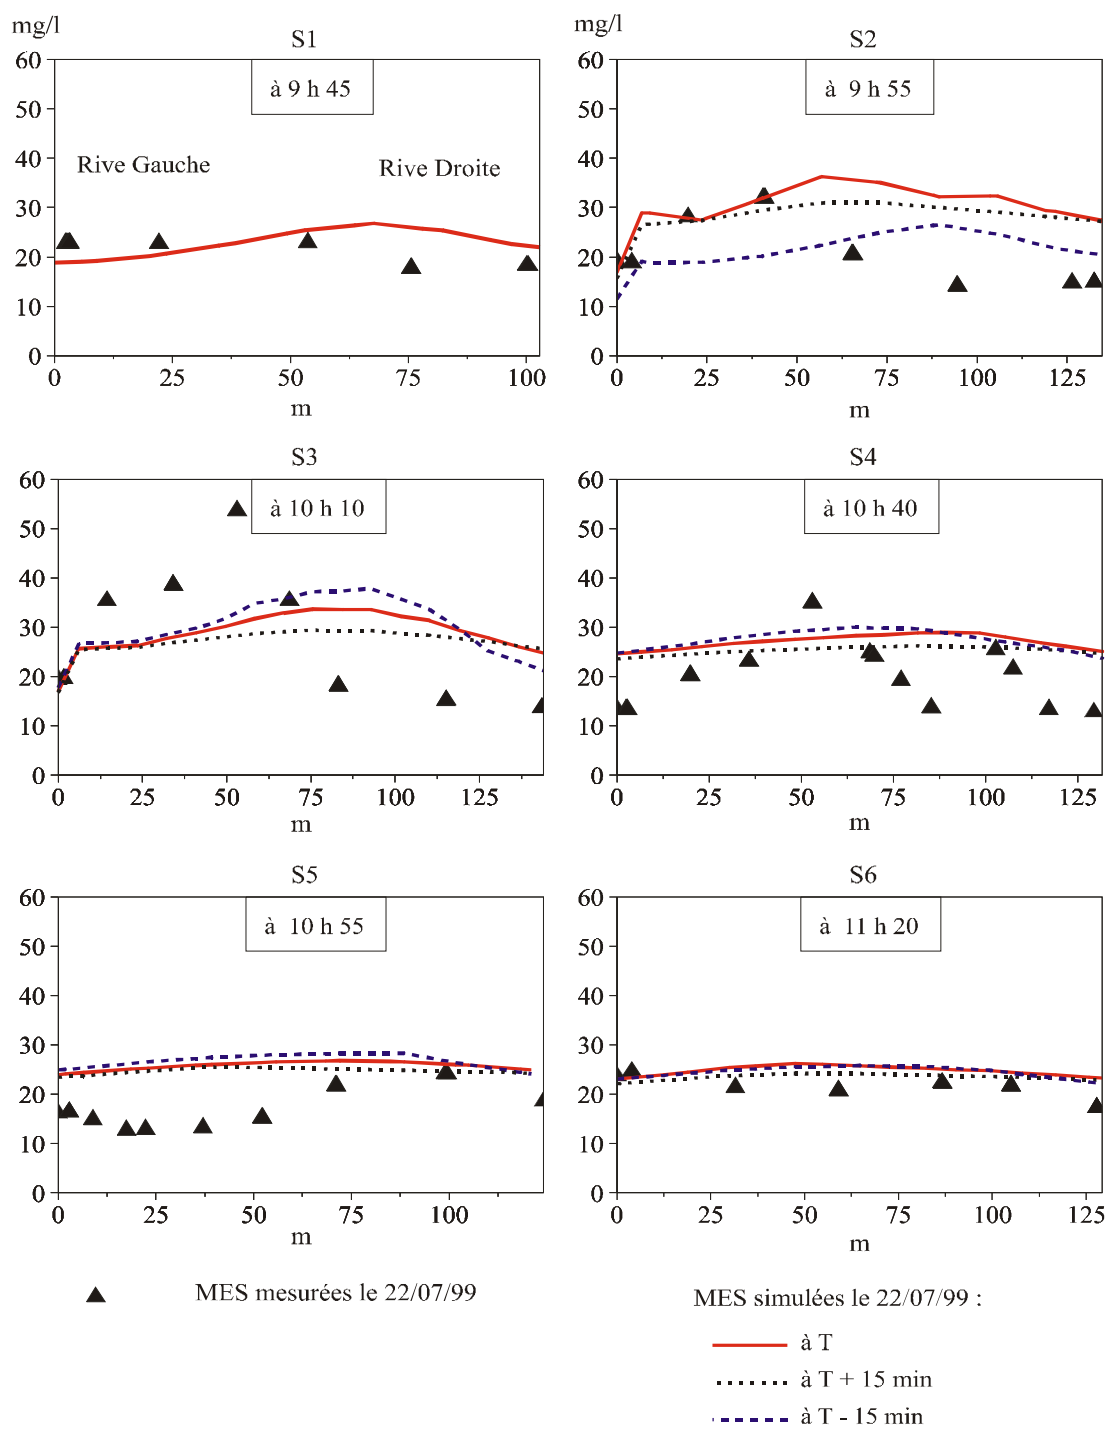 mg/l
S1
60
50
40
30
20
10
0
à 9 h 45
Rive Gauche
Rive Droite
0 25 50 75 100
m
mg/l
S2
60
50
40
30
20
10
0
à 9 h 55
0 25 50 75 100 125
m
S3
60
50
40
30
20
10
0
à 10 h 10
0 25 50 75 100 125
m
S4
60
50
40
30
20
10
0
à 10 h 40
0 25 50 75 100 125
m
S5
60
50
40
30
20
10
0
à 10 h 55
0 25 50 75 100
m
S6
60
50
40
30
20
10
0
à 11 h 20
0 25 50 75 100 125
m
MES mesurées le 22/07/99
MES simulées le 22/07/99 :
à T
à T + 15 min
à T - 15 min